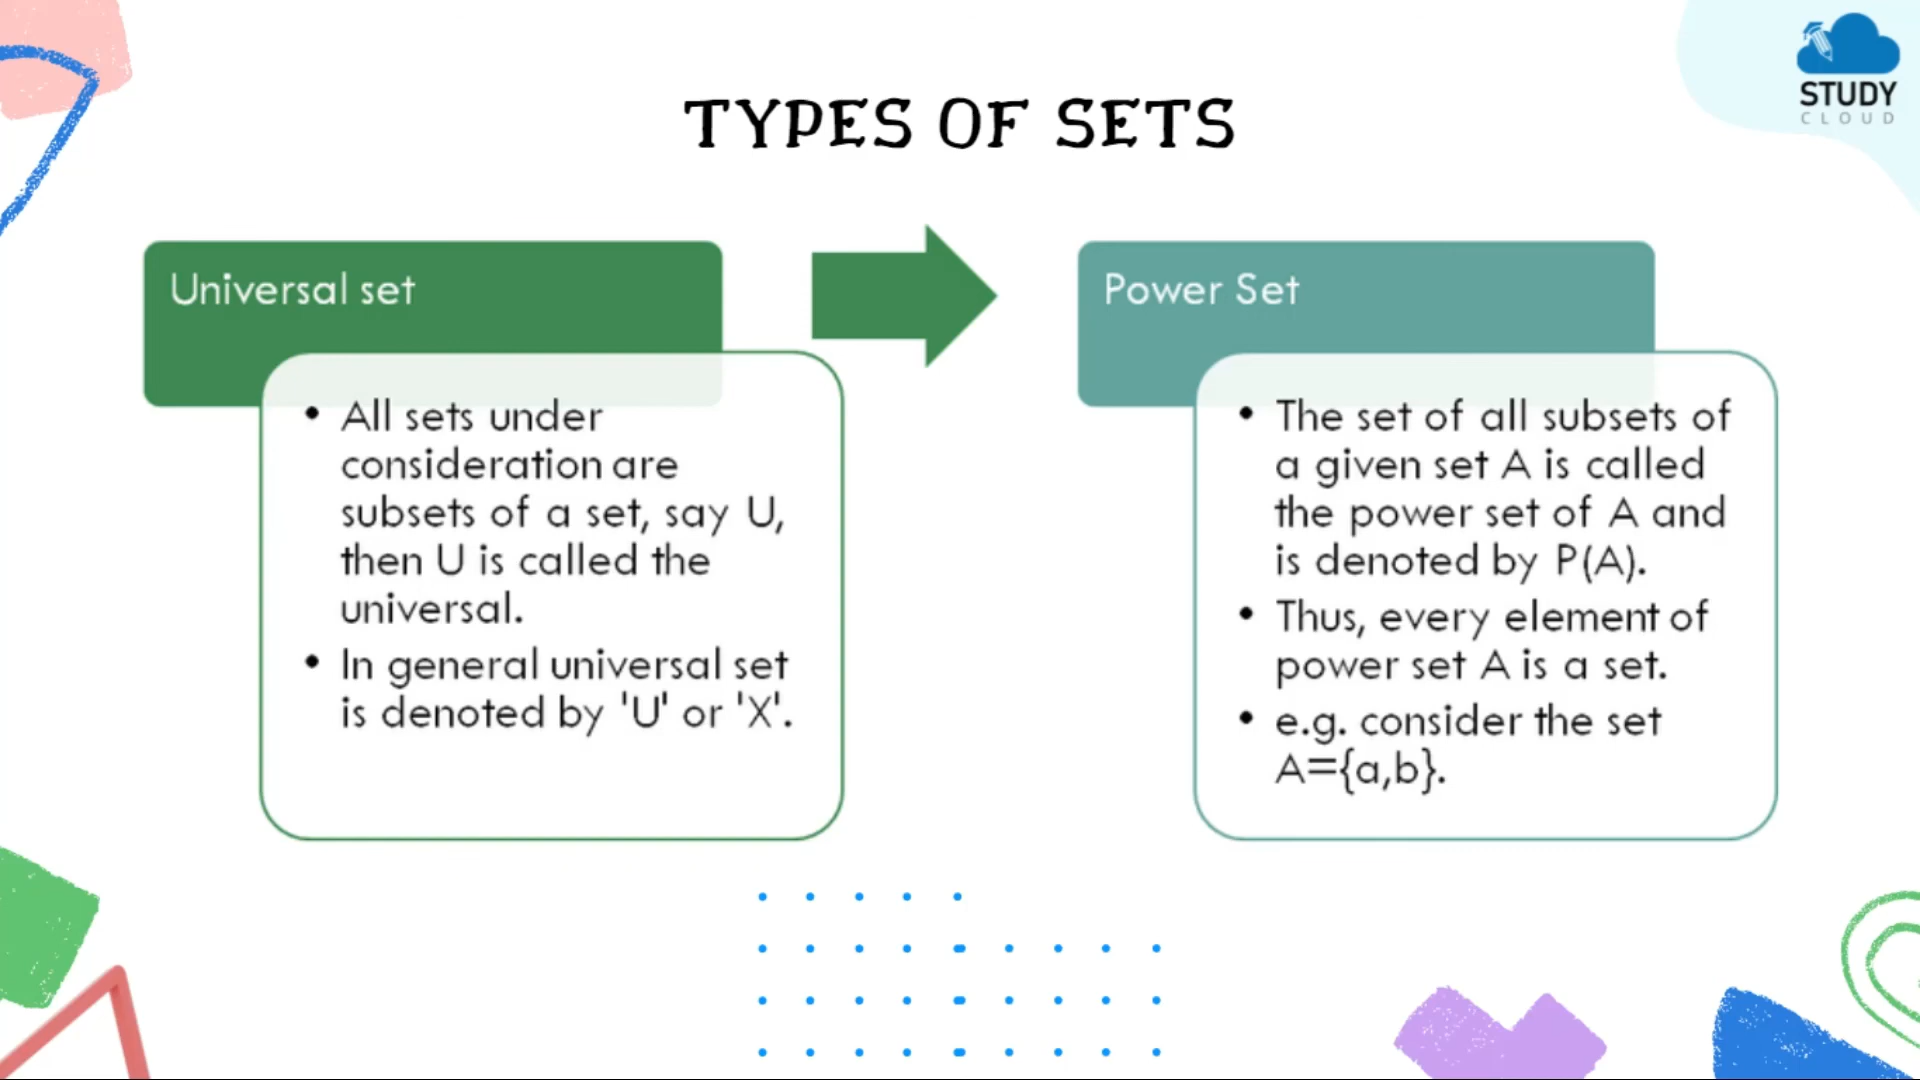 STUDY
CLOUD
TYPES OF SETS
Universal set
• All sets under
consideration are
subsets of a set, say U,
then U is called the
universal.
• In general universal set
is denoted by 'U' or 'X'.
Power Set
• The set of all subsets of
a given set A is called
the power set of A and
is denoted by P(A).
• Thus, every element of
power set A is a set.
• e.g. consider the set
A={a,b}.